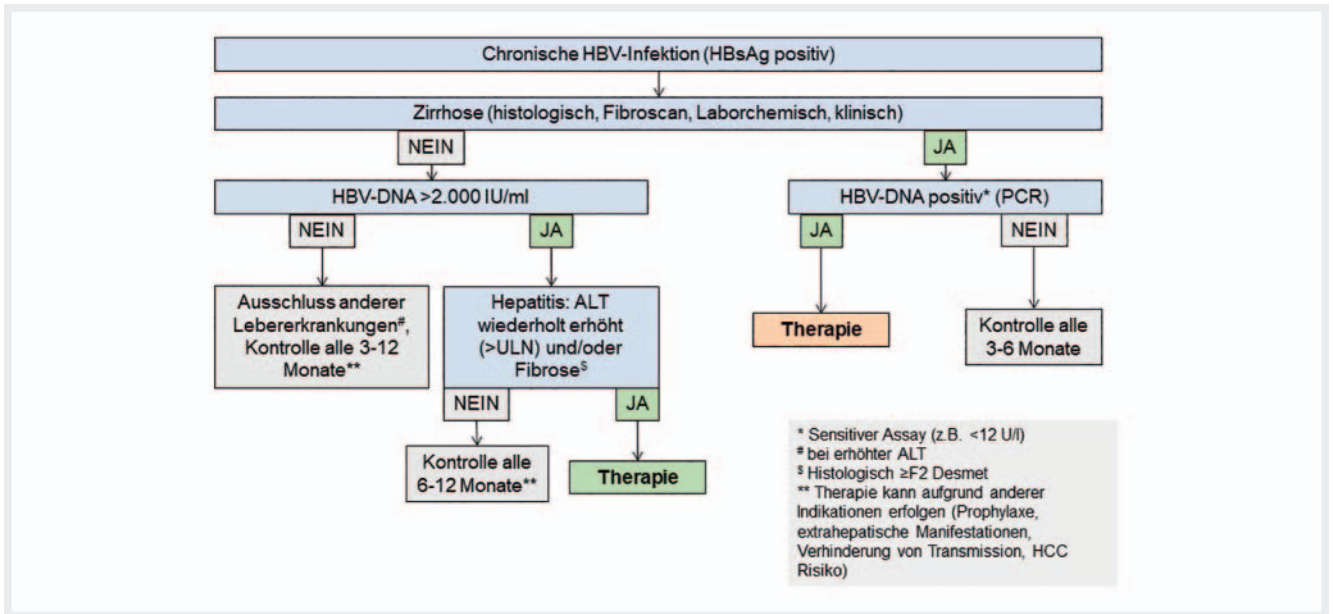 Chronische HBV-Infektion (HBsAg positiv)
Zirrhose (histologisch, Fibroscan, Laborchemisch, klinisch)
NEIN
JA
HBV-DNA >2.000 IU/ml
HBV-DNA positiv* (PCR)
NEIN
JA
JA
NEIN
Ausschluss anderer
Lebererkrankungen#,
Kontrolle alle 3-12
Monate**
Hepatitis: ALT
wiederholt erhöht
(>ULN) und/oder
Fibrose$
Therapie
Kontrolle alle
3-6 Monate
NEIN
JA
Kontrolle alle
6-12 Monate**
Therapie
* Sensitiver Assay (z.B. <12 U/l)
# bei erhöhter ALT
$ Histologisch ≥F2 Desmet
** Therapie kann aufgrund anderer
Indikationen erfolgen (Prophylaxe,
extrahepatische Manifestationen,
Verhinderung von Transmission, HCC
Risiko)